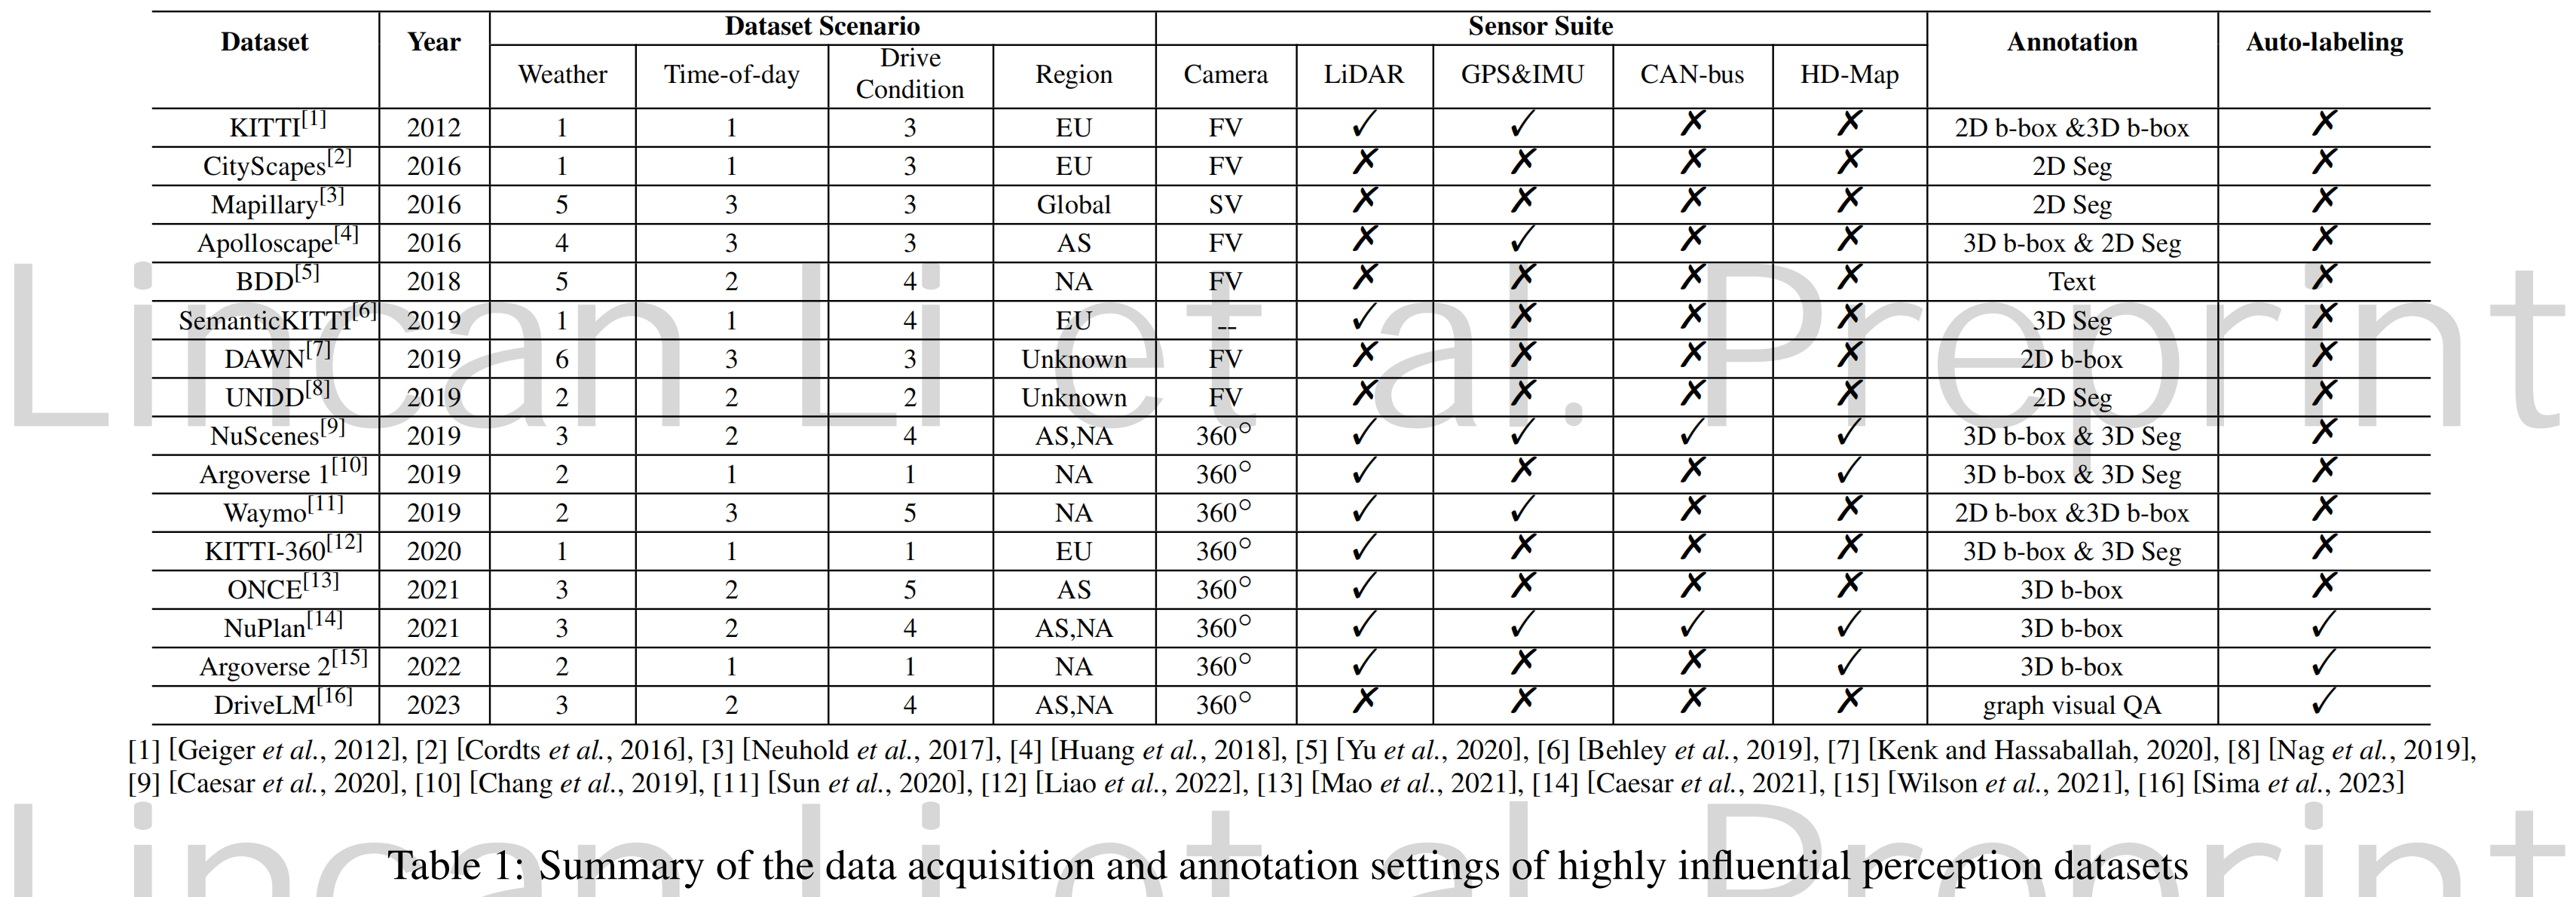 Dataset Year Dataset Scenario Sensor Suite Annotation Auto-labeling
Weather Time-of-day Drive Condition Region Camera LiDAR GPS&IMU CAN-bus HD-Map
KITTI[1] 2012 1 1 3 EU FV ✓ ✓ ✗ ✗ 2D b-box &3D b-box ✗
CityScapes[2] 2016 1 1 3 EU FV ✗ ✗ ✗ ✗ 2D Seg ✗
Mapillary[3] 2016 5 3 3 Global SV ✗ ✗ ✗ ✗ 2D Seg ✗
Apolloscape[4] 2016 4 3 3 AS FV ✗ ✓ ✗ ✗ 3D b-box & 2D Seg ✗
BDD[5] 2018 5 2 4 NA FV ✗ ✗ ✗ ✗ Text ✗
SemanticKITTI[6] 2019 1 1 4 EU -- ✓ ✗ ✗ ✗ 3D Seg ✗
DAWN[7] 2019 6 3 3 Unknown FV ✗ ✗ ✗ ✗ 2D b-box ✗
UNDD[8] 2019 2 2 2 Unknown FV ✗ ✗ ✗ ✗ 2D Seg ✗
NuScenes[9] 2019 3 2 4 AS,NA 360° ✓ ✓ ✓ ✓ 3D b-box & 3D Seg ✗
Argoverse 1[10] 2019 2 1 1 NA 360° ✓ ✗ ✗ ✓ 3D b-box & 3D Seg ✗
Waymo[11] 2019 2 3 5 NA 360° ✓ ✓ ✗ ✗ 2D b-box &3D b-box ✗
KITTI-360[12] 2020 1 1 1 EU 360° ✓ ✗ ✗ ✗ 3D b-box & 3D Seg ✗
ONCE[13] 2021 3 2 5 AS 360° ✓ ✗ ✗ ✗ 3D b-box ✗
NuPlan[14] 2021 3 2 4 AS,NA 360° ✓ ✓ ✓ ✓ 3D b-box ✓
Argoverse 2[15] 2022 2 1 1 NA 360° ✓ ✗ ✗ ✓ 3D b-box ✓
DriveLM[16] 2023 3 2 4 AS,NA 360° ✗ ✗ ✗ ✗ graph visual QA ✓
[1] [Geiger et al., 2012], [2] [Cordts et al., 2016], [3] [Neuhold et al., 2017], [4] [Huang et al., 2018], [5] [Yu et al., 2020], [6] [Behley et al., 2019], [7] [Kenk and Hassaballah, 2020], [8] [Nag et al., 2019],
[9] [Caesar et al., 2020], [10] [Chang et al., 2019], [11] [Sun et al., 2020], [12] [Liao et al., 2022], [13] [Mao et al., 2021], [14] [Caesar et al., 2021], [15] [Wilson et al., 2021], [16] [Sima et al., 2023]
Table 1: Summary of the data acquisition and annotation settings of highly influential perception datasets
Lincan Li et al. Preprint
Lincan Li et al. Preprint